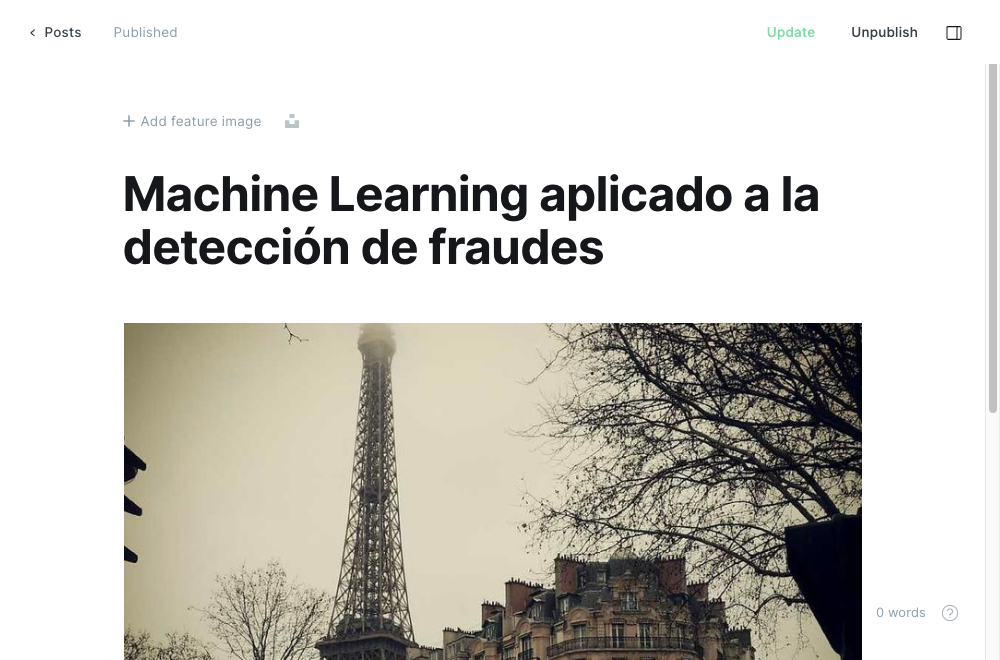 Posts
Published
Update
Unpublish
Add feature image
Machine Learning aplicado a la
detección de fraudes
0 words
?